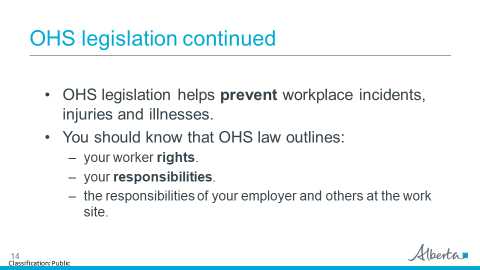 OHS legislation continued
• OHS legislation helps prevent workplace incidents,
injuries and illnesses.
• You should know that OHS law outlines:
– your worker rights.
– your responsibilities.
– the responsibilities of your employer and others at the work
site.
14
Classification: Public
Alberta